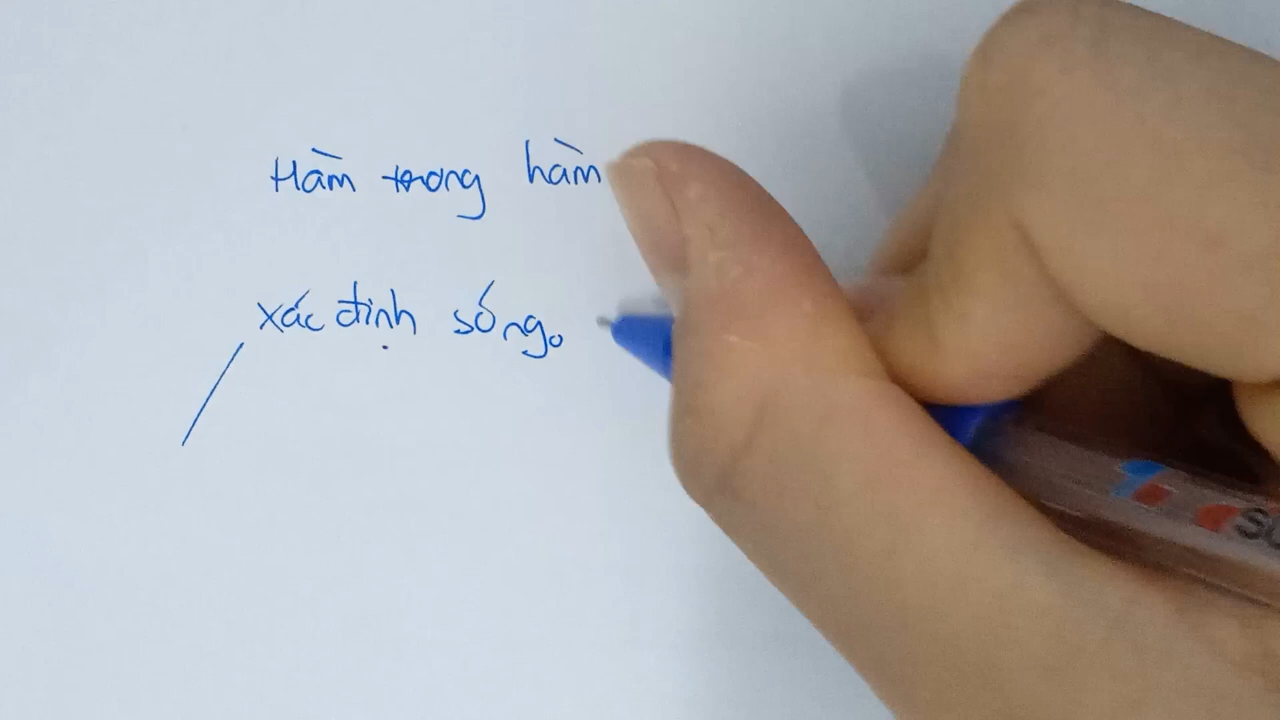 Hàm trong hàm
xác định sống.